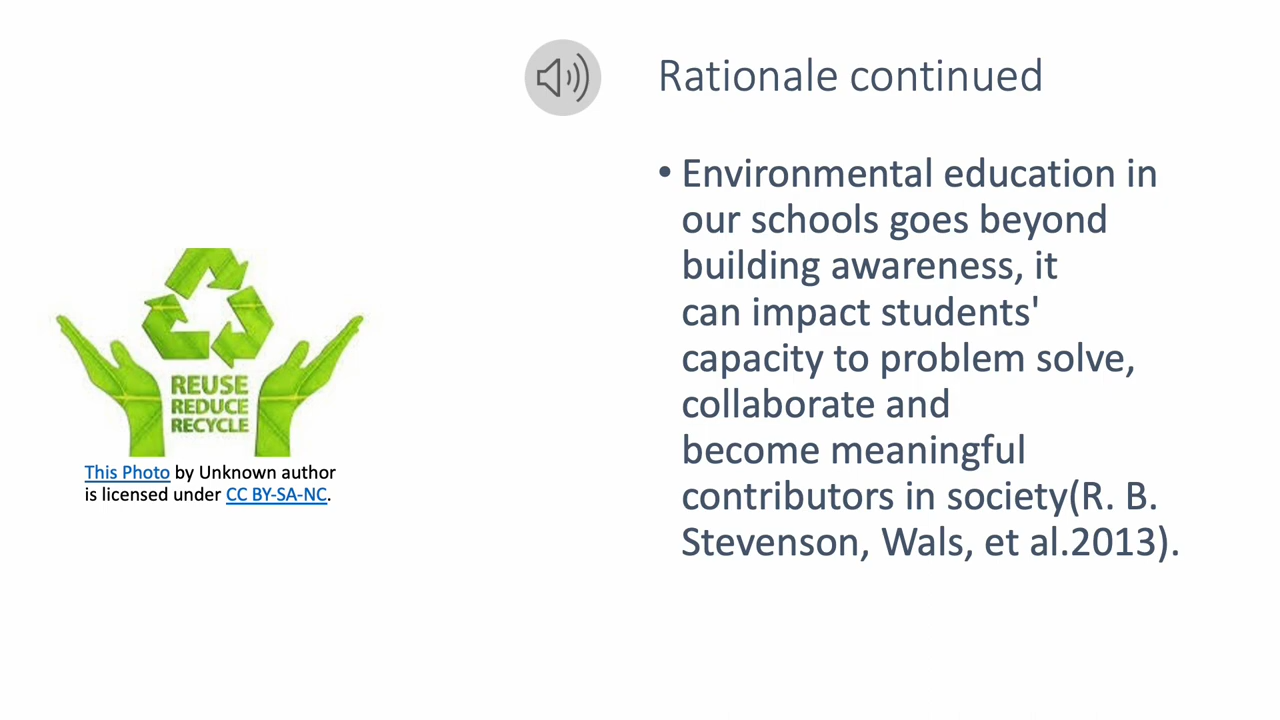 Rationale continued
• Environmental education in
our schools goes beyond
building awareness, it
can impact students'
capacity to problem solve,
collaborate and
become meaningful
contributors in society(R. B.
Stevenson, Wals, et al.2013).
REUSE
REDUCE
RECYCLE
This Photo by Unknown author
is licensed under CC BY-SA-NC.